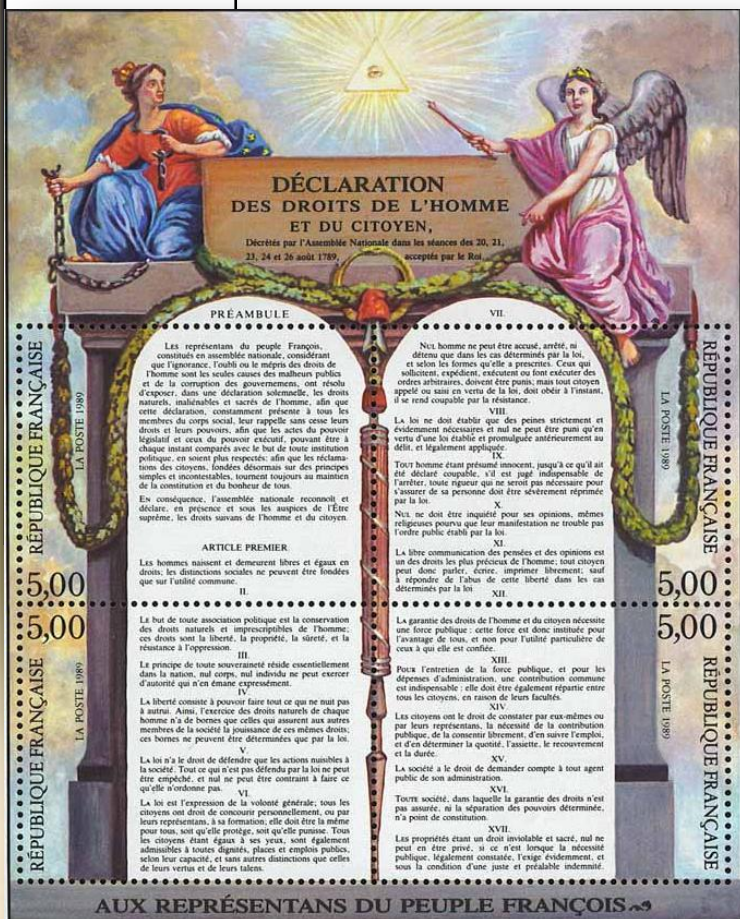 DÉCLARATION
DES DROITS DE L'HOMME
ET DU CITOYEN,
Décrétés par l'Assemblée Nationale dans les séances des 20, 21,
23, 24 et 26 août 1789, acceptés par le Roi
PRÉAMBULE
Les représentans du peuple François,
constitués en assemblée nationale, considérant
que l'ignorance, l'oubli ou le mépris des droits de
l'homme sont les seules causes des malheurs publics
et de la corruption des gouvernemens, ont résolu
d'exposer, dans une déclaration solemnelle, les droits
naturels, inaliénables et sacrés de l'homme, afin que
cette déclaration, constamment présente à tous les
membres du corps social, leur rappelle sans cesse leurs
droits et leurs devoirs, afin que les actes du pouvoir
législatif et ceux du pouvoir exécutif, pouvant être à
chaque instant comparés avec le but de toute institution
politique, en soient plus respectés; afin que les réclama-
tions des citoyens, fondées désormais sur des principes
simples et incontestables, tournent toujours au maintien
de la constitution et du bonheur de tous.
En conséquence, l'assemblée nationale reconnoît et
déclare, en présence et sous les auspices de l'Être
suprême, les droits suivans de l'homme et du citoyen.
ARTICLE PREMIER
Les hommes naissent et demeurent libres et égaux en
droits; les distinctions sociales ne peuvent être fondées
que sur l'utilité commune.
II.
Le but de toute association politique est la conservation
des droits naturels et imprescriptibles de l'homme;
ces droits sont la liberté, la propriété, la sûreté, et la
résistance à l'oppression.
III.
Le principe de toute souveraineté réside essentiellement
dans la nation, nul corps, nul individu ne peut exercer
d'autorité qui n'en émane expressément.
IV.
La liberté consiste à pouvoir faire tout ce qui ne nuit pas
à autrui. Ainsi, l'exercice des droits naturels de chaque
homme n'a de bornes que celles qui assurent aux autres
membres de la société la jouissance de ces mêmes droits;
ces bornes ne peuvent être déterminées que par la loi.
V.
La loi n'a le droit de défendre que les actions nuisibles à
la société. Tout ce qui n'est pas défendu par la loi ne peut
être empêché, et nul ne peut être contraint à faire ce
qu'elle n'ordonne pas.
VI.
La loi est l'expression de la volonté générale; tous les
citoyens ont droit de concourir personnellement, ou par
leurs représentans, à sa formation; elle doit être la même
pour tous, soit qu'elle protège, soit qu'elle punisse. Tous
les citoyens étant égaux à ses yeux, sont également
admissibles à toutes dignités, places et emplois publics,
selon leur capacité, et sans autres distinctions que celles
de leurs vertus et de leurs talens.
VII.
Nul homme ne peut être accusé, arrêté, ni
détenu que dans les cas déterminés par la loi,
et selon les formes qu'elle a prescrites. Ceux qui
sollicitent, expédient, exécutent ou font exécuter des
ordres arbitraires, doivent être punis; mais tout citoyen
appelé ou saisi en vertu de la loi, doit obéir à l'instant,
il se rend coupable par la résistance.
VIII.
La loi ne doit établir que des peines strictement et
évidemment nécessaires et nul ne peut être puni qu'en
vertu d'une loi établie et promulguée antérieurement au
délit, et légalement appliquée.
IX.
Tout homme étant présumé innocent, jusqu'à ce qu'il ait
été déclaré coupable, s'il est jugé indispensable de
l'arrêter, toute rigueur qui ne seroit pas nécessaire pour
s'assurer de sa personne doit être sévèrement réprimée
par la loi.
X.
Nul ne doit être inquiété pour ses opinions, mêmes
religieuses pourvu que leur manifestation ne trouble pas
l'ordre public établi par la loi.
XI.
La libre communication des pensées et des opinions est
un des droits les plus précieux de l'homme; tout citoyen
peut donc parler, écrire, imprimer librement; sauf
à répondre de l'abus de cette liberté dans les cas
déterminés par la loi
XII.
La garantie des droits de l'homme et du citoyen nécessite
une force publique : cette force est donc instituée pour
l'avantage de tous, et non pour l'utilité particulière de
ceux à qui elle est confiée.
XIII.
Pour l'entretien de la force publique, et pour les
dépenses d'administration, une contribution commune
est indispensable ; elle doit être également répartie entre
tous les citoyens, en raison de leurs facultés.
XIV.
Les citoyens ont le droit de constater par eux-mêmes ou
par leurs représentans, la nécessité de la contribution
publique, de la consentir librement, d'en suivre l'emploi,
et d'en déterminer la quotité, l'assiette, le recouvrement
et la durée.
XV.
La société a le droit de demander compte à tout agent
public de son administration.
XVI.
Toute société, dans laquelle la garantie des droits n'est
pas assurée, ni la séparation des pouvoirs déterminée,
n'a point de constitution.
XVII.
Les propriétés étant un droit inviolable et sacré, nul ne
peut en être privé, si ce n'est lorsque la nécessité
publique, légalement constatée, l'exige évidemment, et
sous la condition d'une juste et préalable indemnité.
RÉPUBLIQUE FRANÇAISE
LA POSTE 1989
5,00
RÉPUBLIQUE FRANÇAISE
LA POSTE 1989
5,00
5,00
RÉPUBLIQUE FRANÇAISE
LA POSTE 1989
5,00
RÉPUBLIQUE FRANÇAISE
LA POSTE 1989
AUX REPRÉSENTANS DU PEUPLE FRANÇOIS